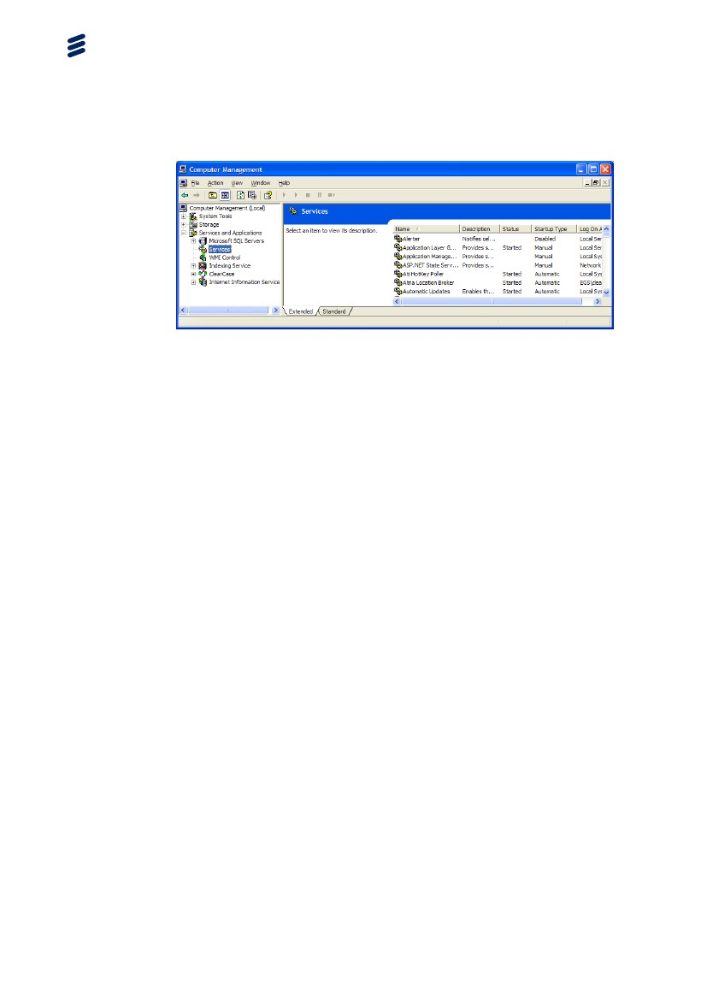 Computer Management
File Action View Window Help
Computer Management (Local)
System Tools
Storage
Services and Applications
Microsoft SQL Servers
Services
WMI Control
Indexing Service
ClearCase
Internet Information Service
Services
Select an item to view its description.
Name Description Status Startup Type Log On A
Alerter Notifies sel... Disabled Local Ser
Application Layer G... Provides s... Started Manual Local Ser
Application Manage... Provides s... Manual Local Sys
ASP.NET State Serv... Provides s... Manual Network
Ati HotKey Poller Started Automatic Local Sys
Atria Location Broker Started Automatic EGS\clea
Automatic Updates Enables th... Started Automatic Local Sys
Extended Standard